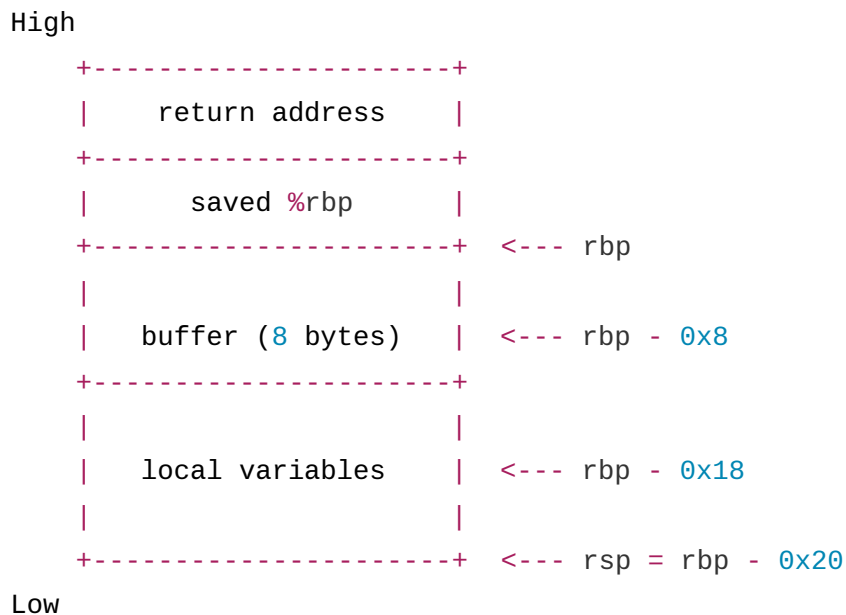 High
+----------------------+
| return address |
+----------------------+
| saved %rbp |
+----------------------+ <--- rbp
| |
| buffer (8 bytes) | <--- rbp - 0x8
+----------------------+
| |
| local variables | <--- rbp - 0x18
| |
+----------------------+ <--- rsp = rbp - 0x20
Low